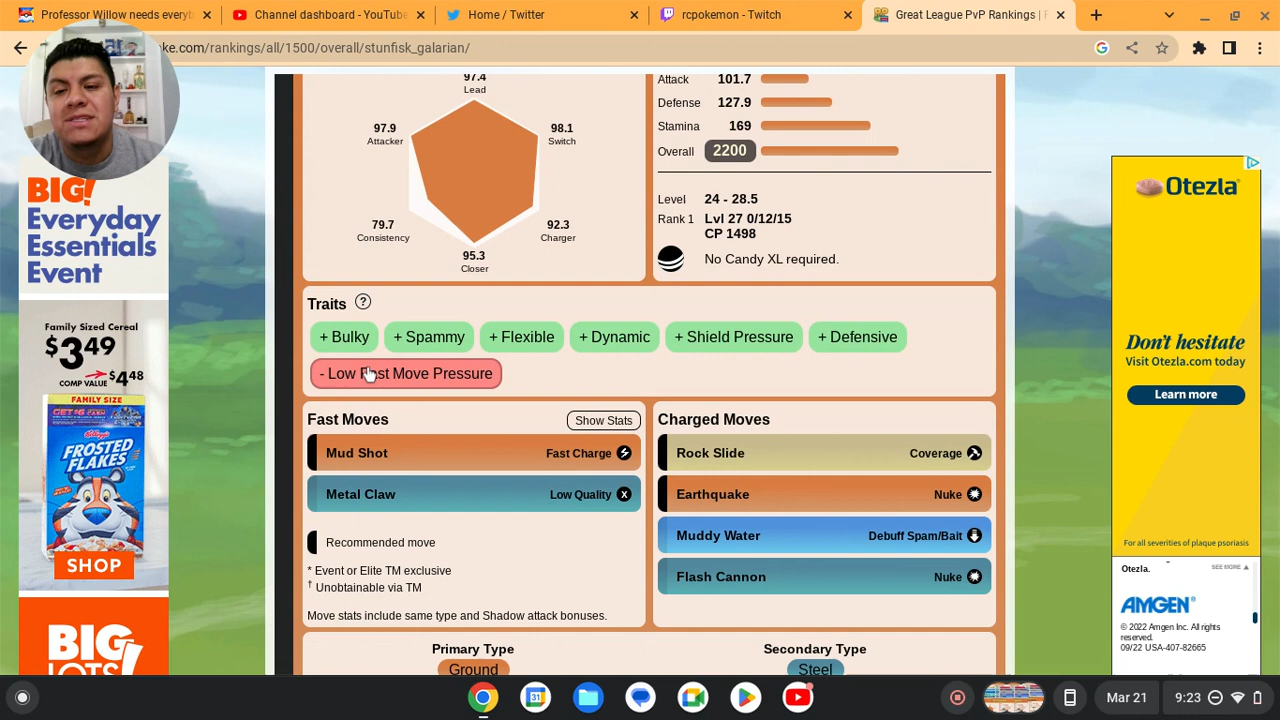 Professor Willow needs everyb
Channel dashboard - YouTube
Home / Twitter
rcpokemon - Twitch
Great League PvP Rankings |
ke.com/rankings/all/1500/overall/stunfisk_galarian/
97.4
Lead
97.9
Attacker
98.1
Switch
79.7
Consistency
92.3
Charger
95.3
Closer
Attack 101.7
Defense 127.9
Stamina 169
Overall 2200
Level 24 - 28.5
Rank 1 Lvl 27 0/12/15
CP 1498
No Candy XL required.
Traits ?
+ Bulky + Spammy + Flexible + Dynamic + Shield Pressure + Defensive
- Low Fast Move Pressure
Fast Moves Show Stats
Mud Shot Fast Charge
Metal Claw Low Quality X
Recommended move
* Event or Elite TM exclusive
† Unobtainable via TM
Move stats include same type and Shadow attack bonuses.
Charged Moves
Rock Slide Coverage
Earthquake Nuke
Muddy Water Debuff Spam/Bait
Flash Cannon Nuke
Primary Type
Ground
Secondary Type
Steel
BIG!
Everyday
Essentials
Event
Family Sized Cereal
$3.49
COMP VALUE $4.48
FAMILY SIZE
Kellogg's
FROSTED
FLAKES
SHOP
BIG
LOTS!
Otezla
Don't hesitate
Visit Otezla.com today
Learn more
For all severities of plaque psoriasis
Otezla.
SEE MORE ▲
AMGEN
© 2022 Amgen Inc. All rights
reserved.
09/22 USA-407-82665
31
Mar 21
9:23